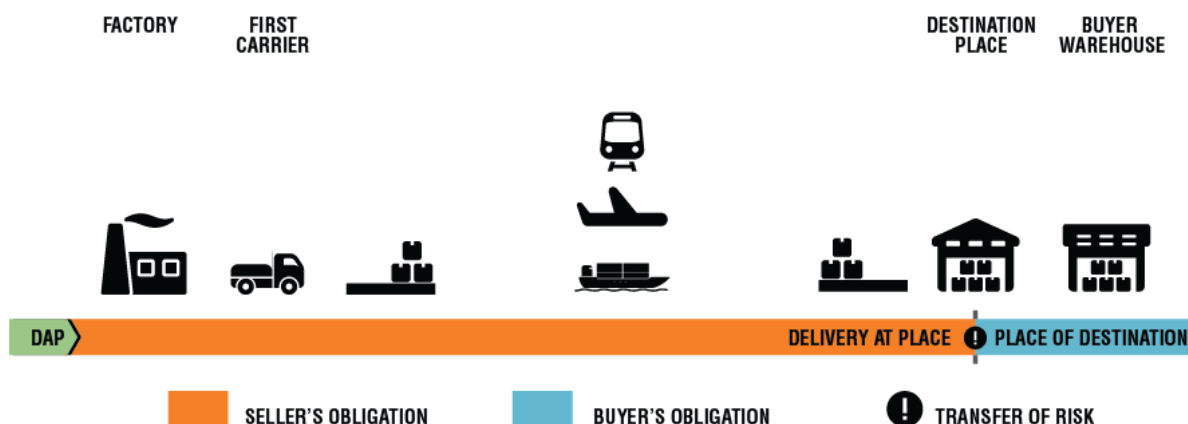 FACTORY
FIRST
CARRIER
DESTINATION
PLACE
BUYER
WAREHOUSE
DAP
DELIVERY AT PLACE
PLACE OF DESTINATION
SELLER'S OBLIGATION
BUYER'S OBLIGATION
TRANSFER OF RISK